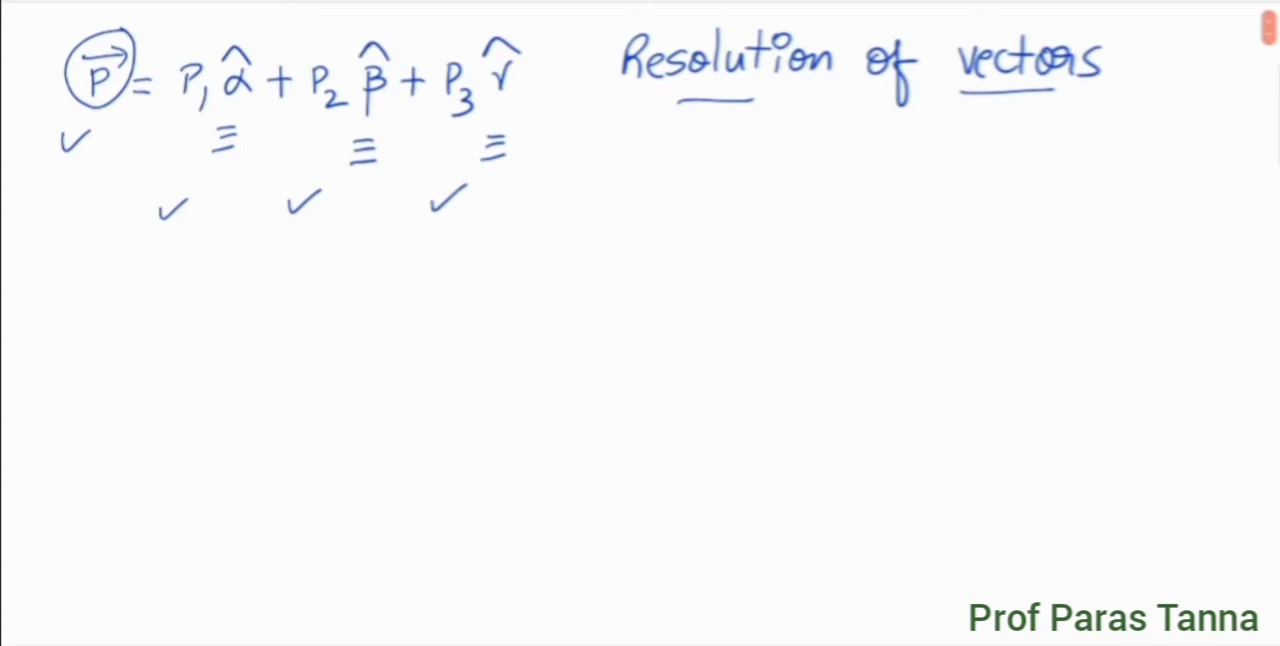 P⃗ = P₁ α̂ + P₂ β̂ + P₃ γ̂
Resolution of vectors
Prof Paras Tanna